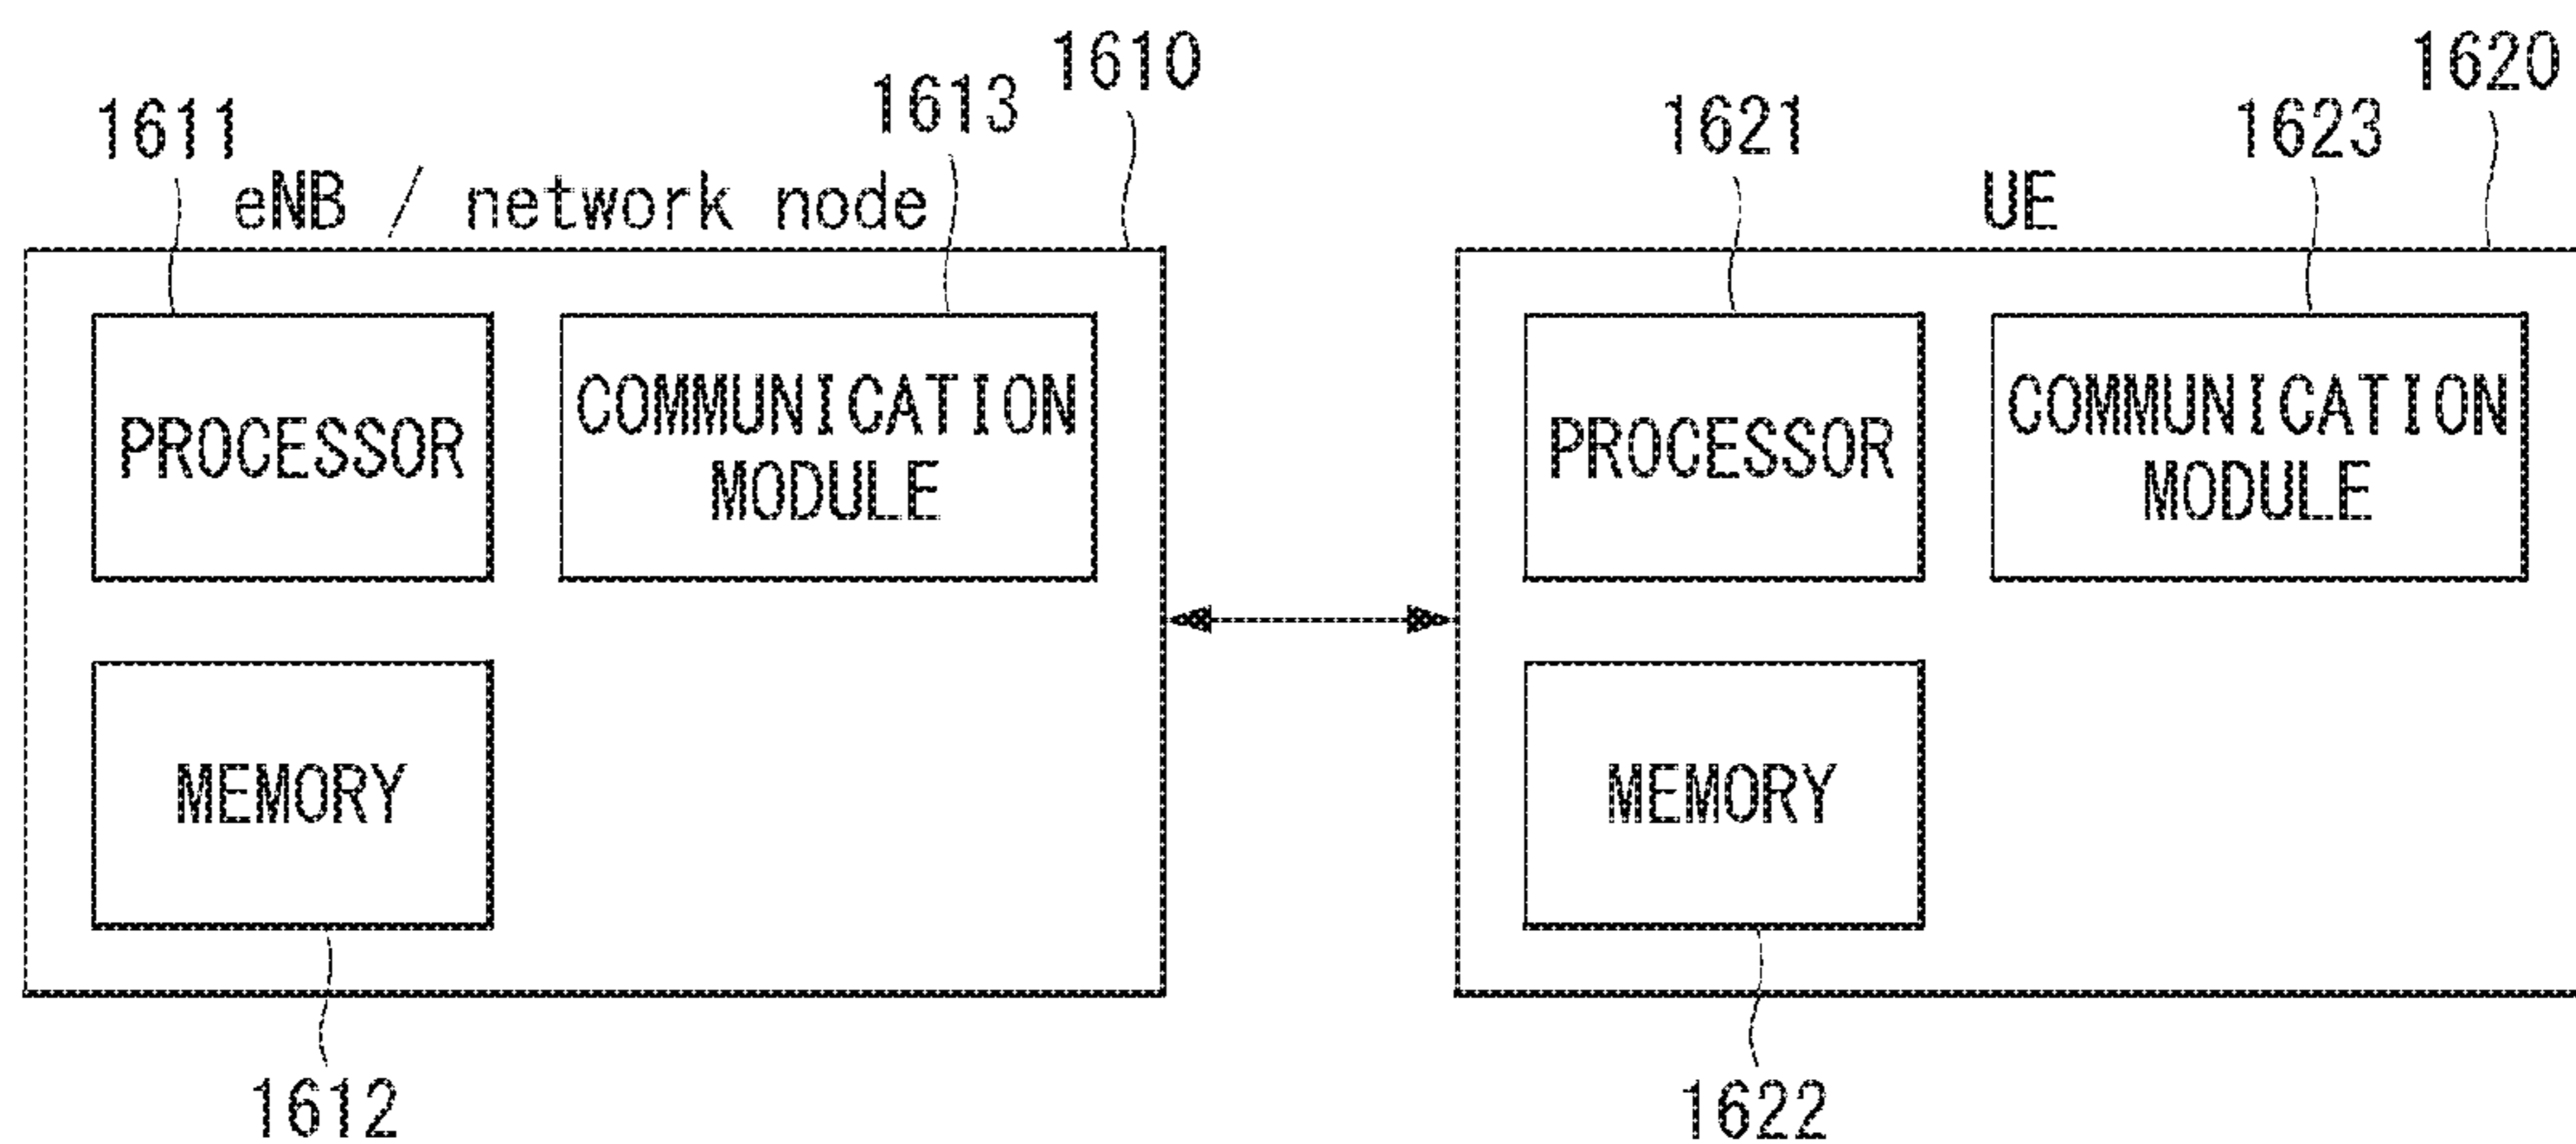 1610
1620
1613
1611
1621
1623
eNB / network node
UE
PROCESSOR
COMMUNICATION
MODULE
PROCESSOR
COMMUNICATION
MODULE
MEMORY
MEMORY
1612
1622